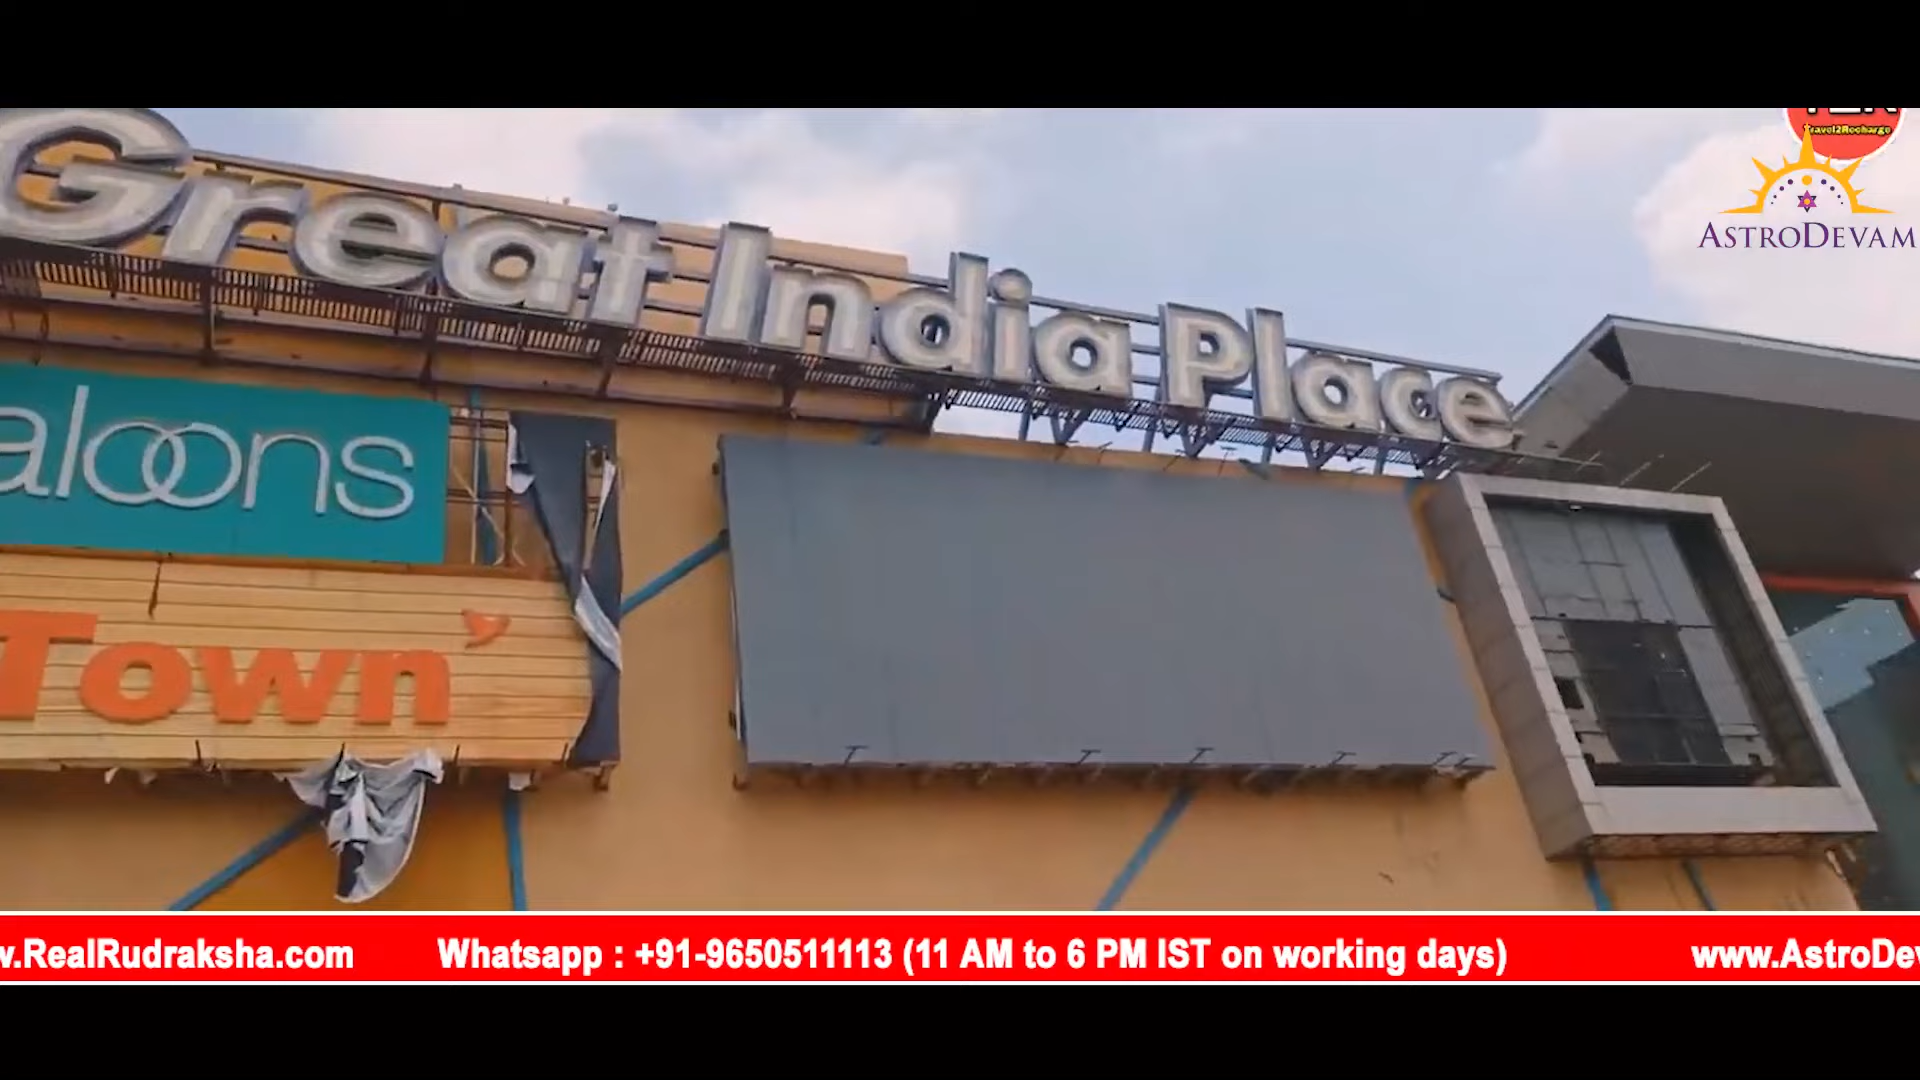 Travel2Recharge
ASTRODEVAM
Great India Place
aloons
Town
w.RealRudraksha.com Whatsapp : +91-9650511113 (11 AM to 6 PM IST on working days) www.AstroDev